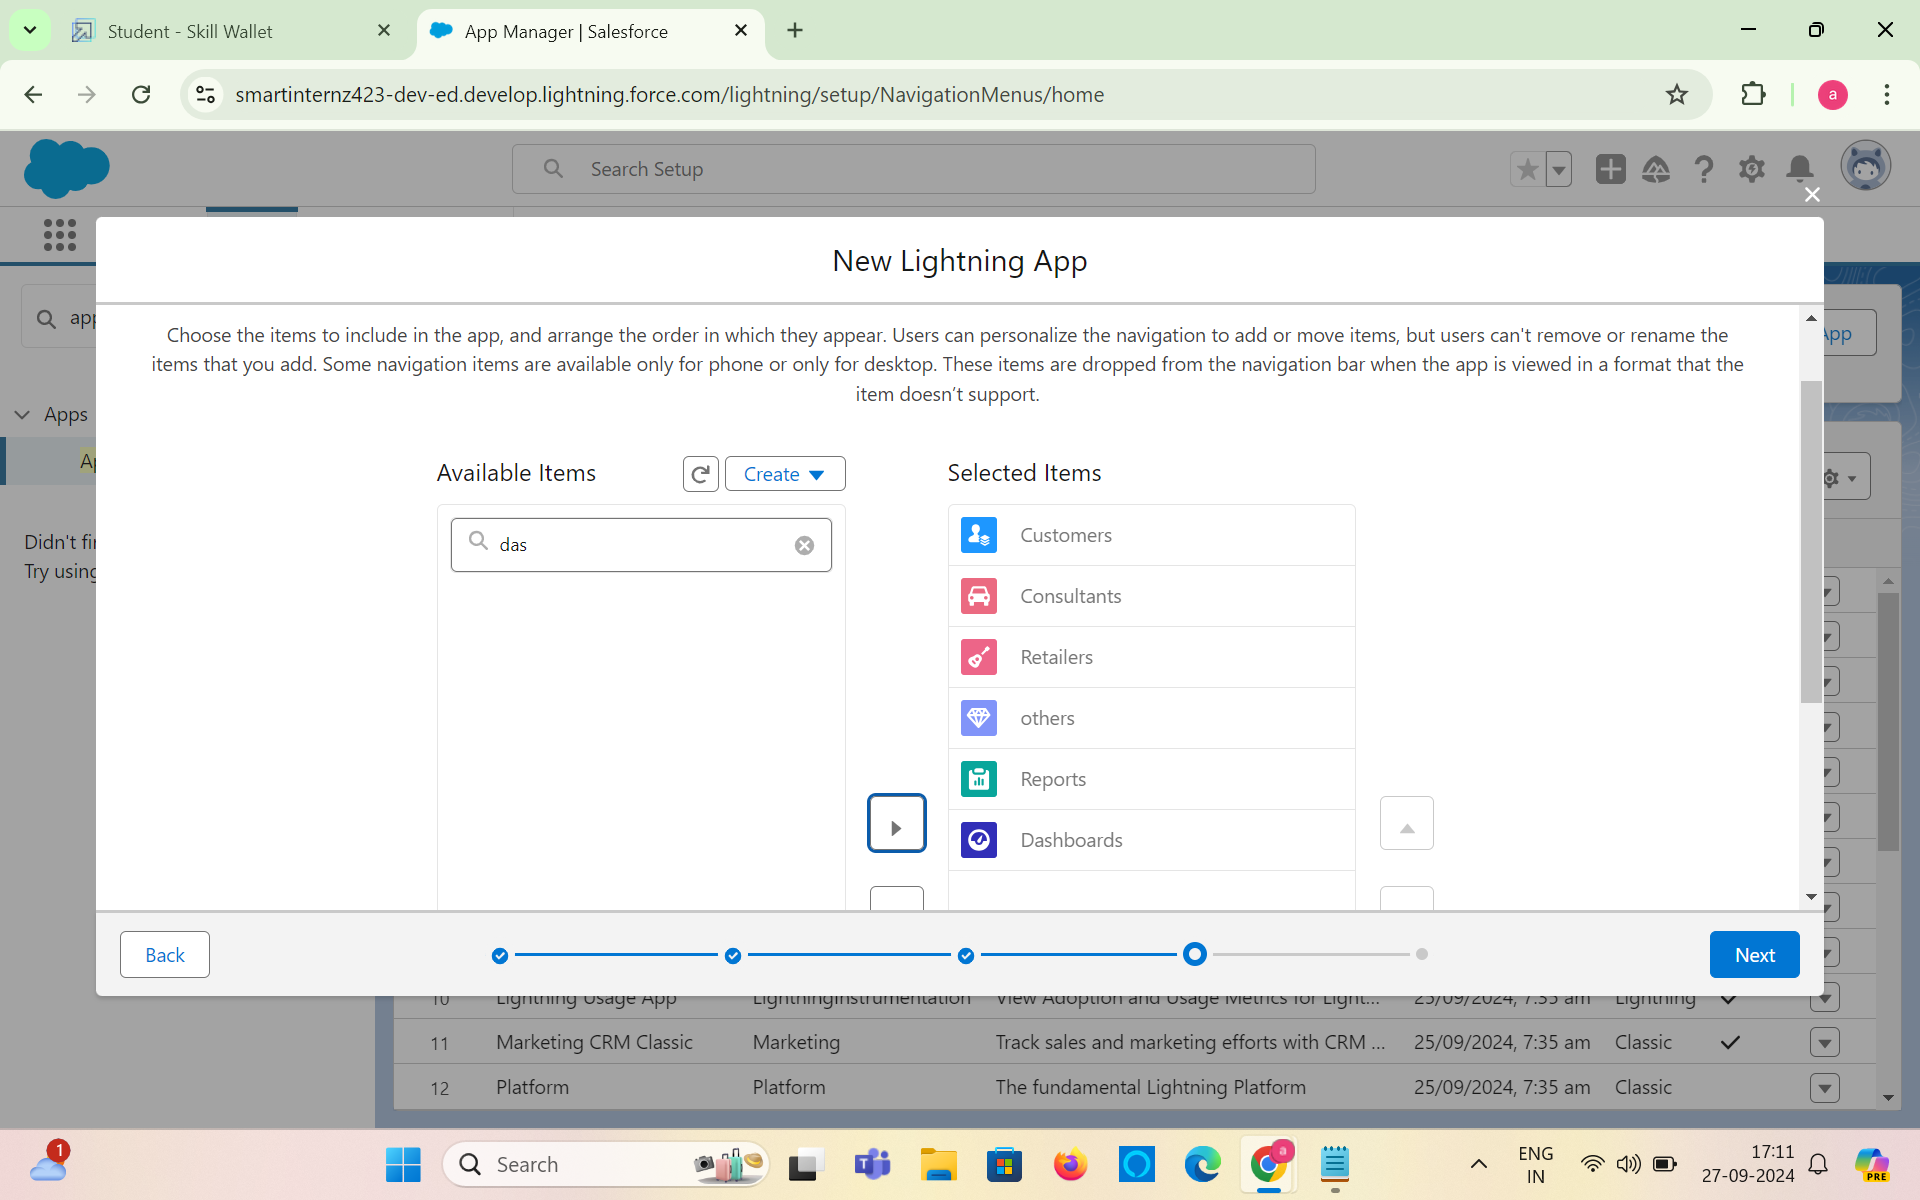 Student - Skill Wallet
App Manager | Salesforce
smartinternz423-dev-ed.develop.lightning.force.com/lightning/setup/NavigationMenus/home
a
Search Setup
New Lightning App
app
App
Choose the items to include in the app, and arrange the order in which they appear. Users can personalize the navigation to add or move items, but users can't remove or rename the
items that you add. Some navigation items are available only for phone or only for desktop. These items are dropped from the navigation bar when the app is viewed in a format that the
item doesn't support.
Apps
Ap
Available Items
Create
Selected Items
das
Customers
Didn't fin
Try using
Consultants
Retailers
others
Reports
Dashboards
Back
Next
10 Lightning Usage App LightningInstrumentation View Adoption and Usage Metrics for Light... 25/09/2024, 7:35 am Lightning
11 Marketing CRM Classic Marketing Track sales and marketing efforts with CRM ... 25/09/2024, 7:35 am Classic
12 Platform Platform The fundamental Lightning Platform 25/09/2024, 7:35 am Classic
1
Search
T
a
ENG
IN
17:11
27-09-2024
PRE